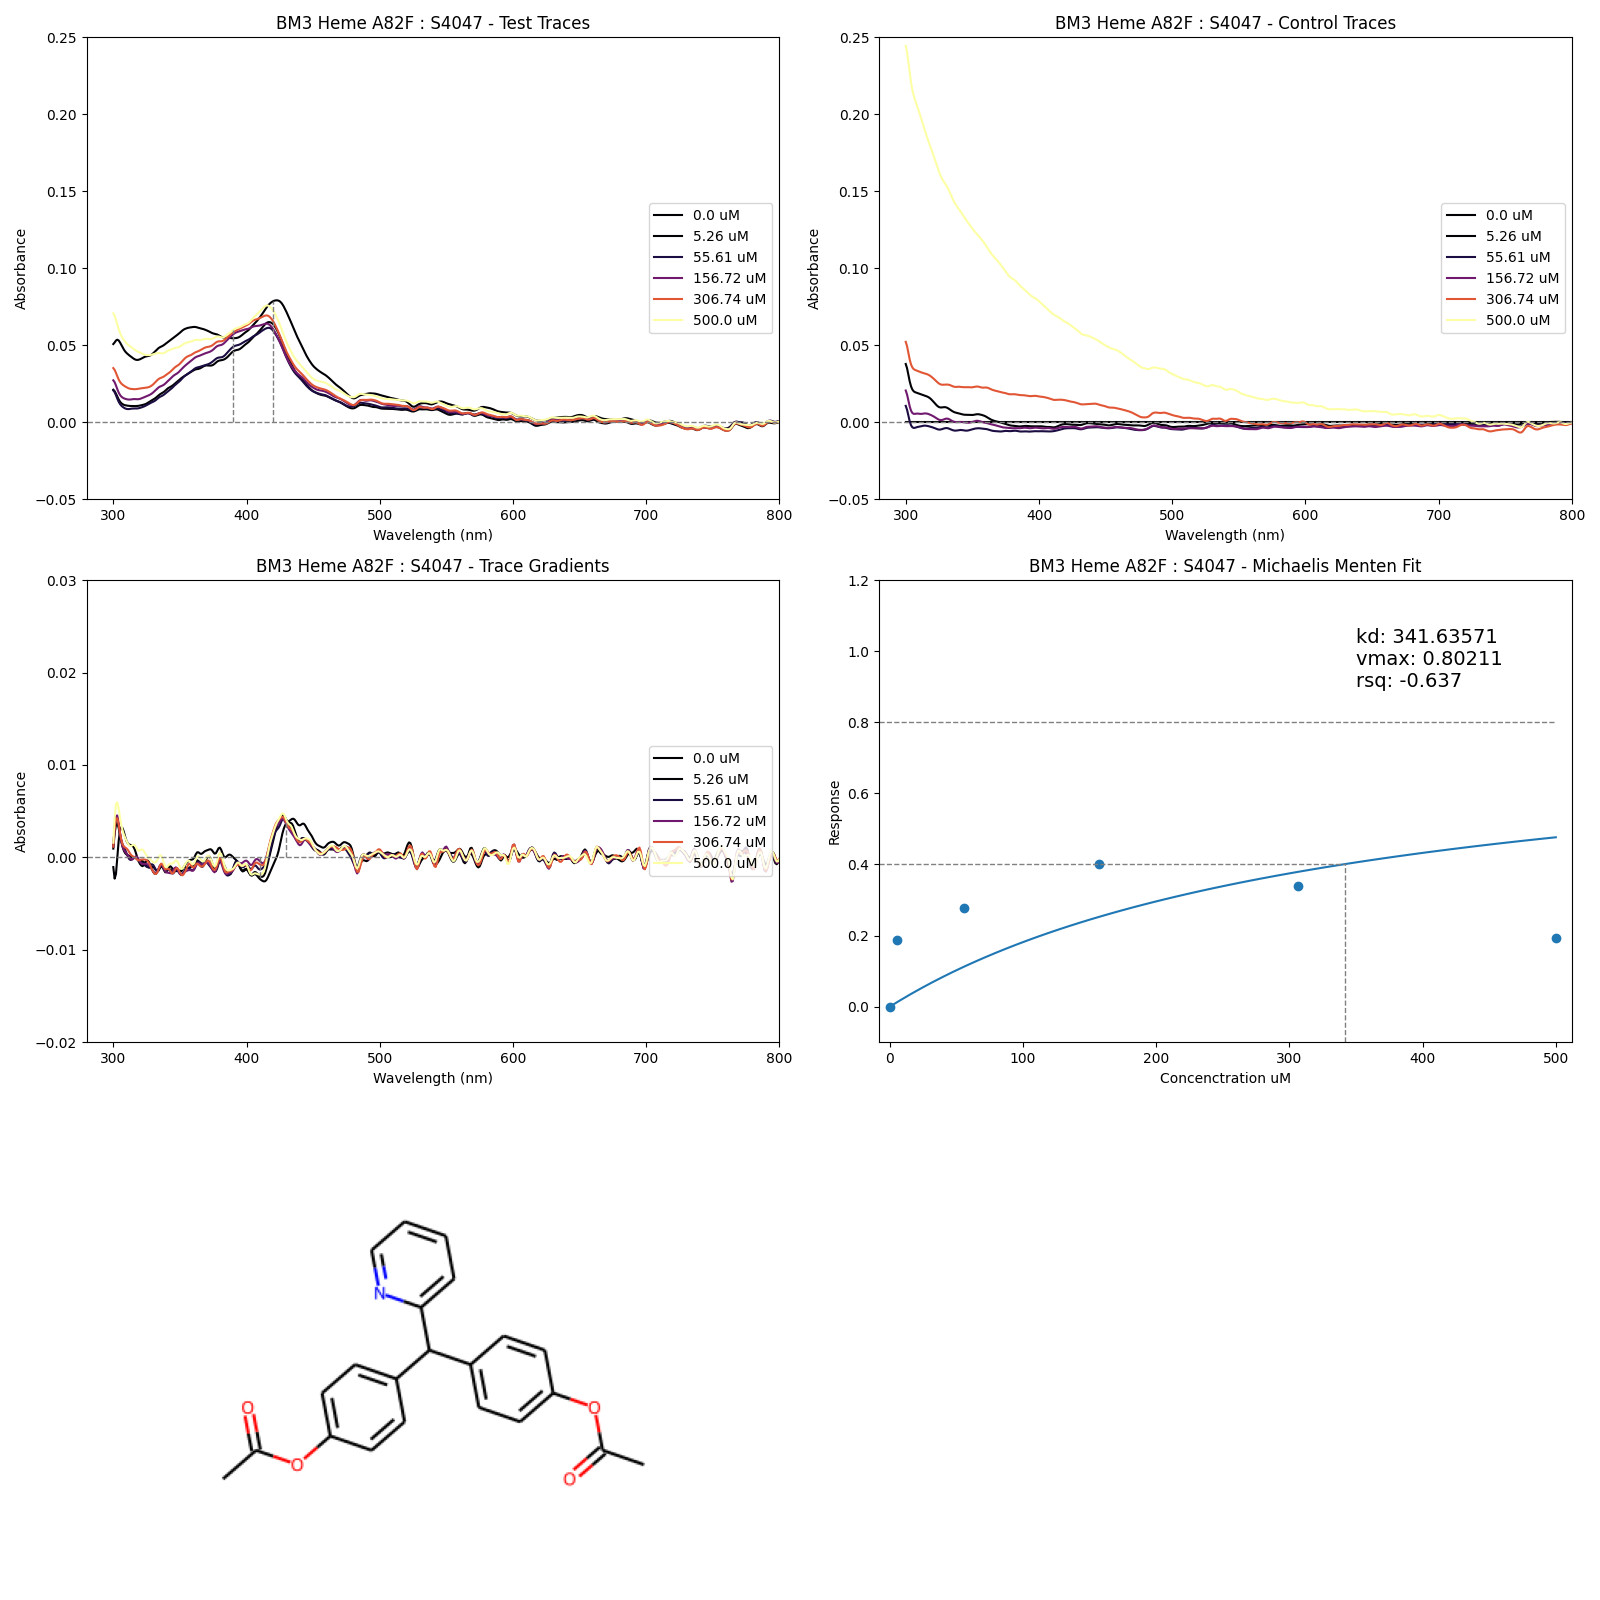 BM3 Heme A82F : S4047 - Test Traces
0.25
0.20
0.15
0.10
0.05
0.00
−0.05
Absorbance
300 400 500 600 700 800
Wavelength (nm)
0.0 uM
5.26 uM
55.61 uM
156.72 uM
306.74 uM
500.0 uM
BM3 Heme A82F : S4047 - Control Traces
0.25
0.20
0.15
0.10
0.05
0.00
−0.05
Absorbance
300 400 500 600 700 800
Wavelength (nm)
0.0 uM
5.26 uM
55.61 uM
156.72 uM
306.74 uM
500.0 uM
BM3 Heme A82F : S4047 - Trace Gradients
0.03
0.02
0.01
0.00
−0.01
−0.02
Absorbance
300 400 500 600 700 800
Wavelength (nm)
0.0 uM
5.26 uM
55.61 uM
156.72 uM
306.74 uM
500.0 uM
BM3 Heme A82F : S4047 - Michaelis Menten Fit
1.2
1.0
0.8
0.6
0.4
0.2
0.0
Response
0 100 200 300 400 500
Concenctration uM
kd: 341.63571
vmax: 0.80211
rsq: -0.637
N
O
O
O
O